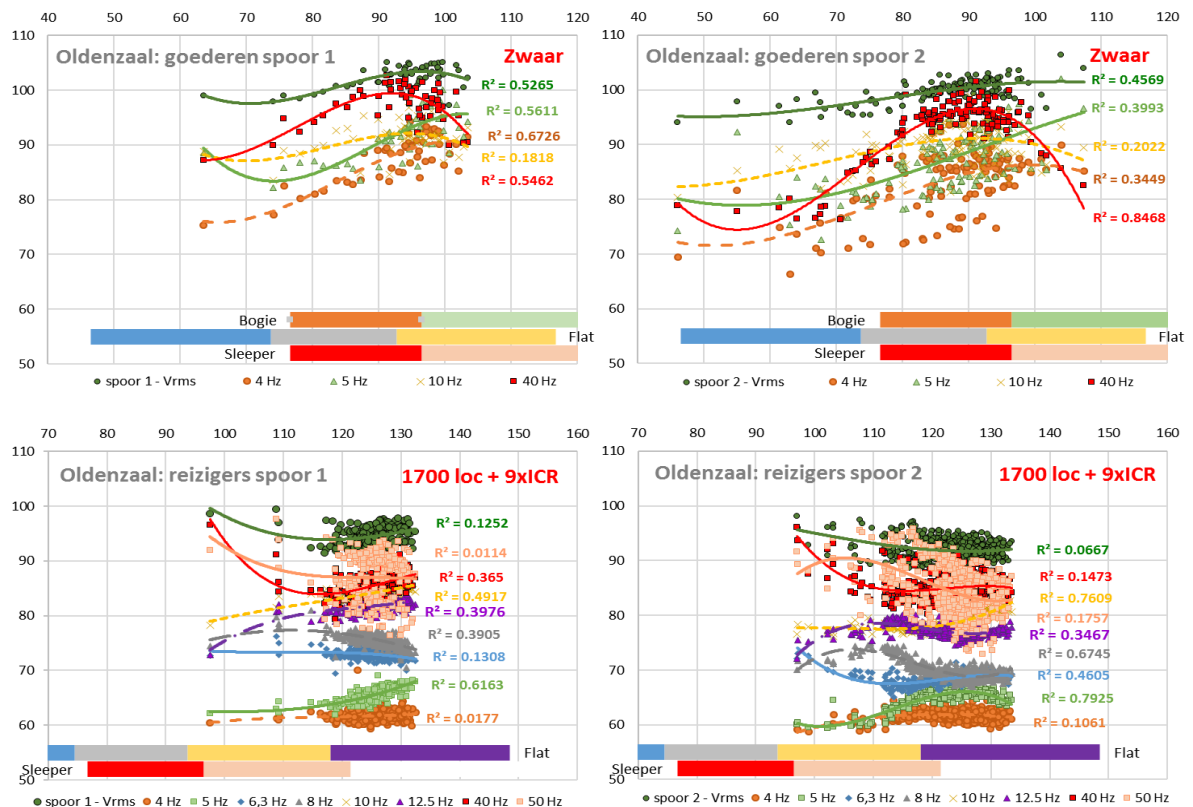 40 50 60 70 80 90 100 110 120
110
Oldenzaal: goederen spoor 1
Zwaar
100
R² = 0.5265
R² = 0.5611
90
R² = 0.6726
R² = 0.1818
R² = 0.5462
80
70
60
Bogie
Flat
Sleeper
50
spoor 1 - Vrms 4 Hz 5 Hz 10 Hz 40 Hz
40 50 60 70 80 90 100 110 120
110
Oldenzaal: goederen spoor 2
Zwaar
100
R² = 0.4569
R² = 0.3993
90
R² = 0.2022
R² = 0.3449
80
R² = 0.8468
70
60
Bogie
Flat
Sleeper
50
spoor 2 - Vrms 4 Hz 5 Hz 10 Hz 40 Hz
70 80 90 100 110 120 130 140 150 160
110
Oldenzaal: reizigers spoor 1
1700 loc + 9xICR
100
R² = 0.1252
R² = 0.0114
90
R² = 0.365
R² = 0.4917
R² = 0.3976
80
R² = 0.3905
R² = 0.1308
70
R² = 0.6163
R² = 0.0177
60
Flat
Sleeper
50
spoor 1 - Vrms 4 Hz 5 Hz 6,3 Hz 8 Hz 10 Hz 12.5 Hz 40 Hz 50 Hz
70 80 90 100 110 120 130 140 150 160
110
Oldenzaal: reizigers spoor 2
1700 loc + 9xICR
100
R² = 0.0667
90
R² = 0.1473
R² = 0.7609
R² = 0.1757
80
R² = 0.3467
R² = 0.6745
70
R² = 0.4605
R² = 0.7925
R² = 0.1061
60
Flat
Sleeper
50
spoor 2 - Vrms 4 Hz 5 Hz 6,3 Hz 8 Hz 10 Hz 12.5 Hz 40 Hz 50 Hz